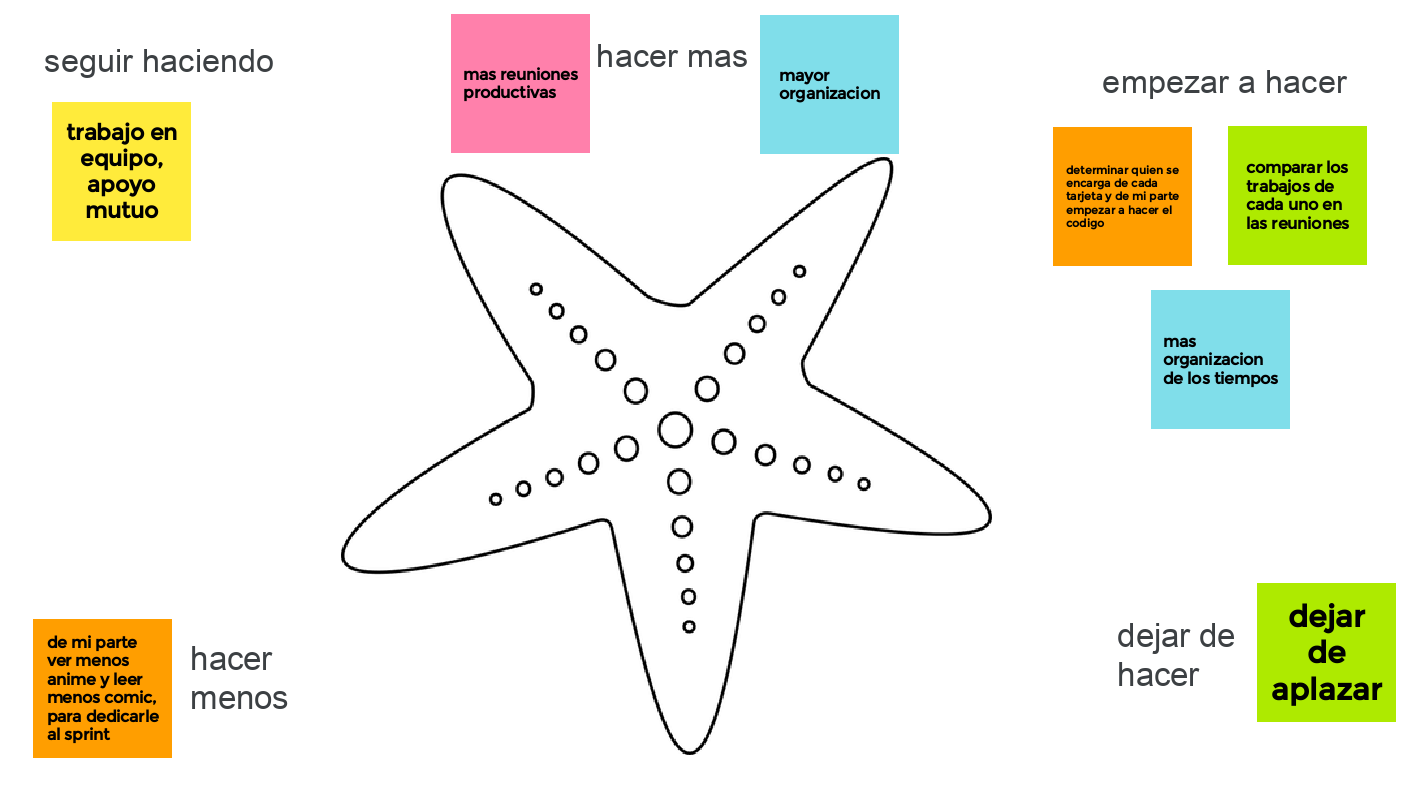 seguir haciendo
trabajo en
equipo,
apoyo
mutuo
mas reuniones
productivas
hacer mas
mayor
organizacion
empezar a hacer
determinar quien se
encarga de cada
tarjeta y de mi parte
empezar a hacer el
codigo
comparar los
trabajos de
cada uno en
las reuniones
mas
organizacion
de los tiempos
de mi parte
ver menos
anime y leer
menos comic,
para dedicarle
al sprint
hacer
menos
dejar de
hacer
dejar
de
aplazar